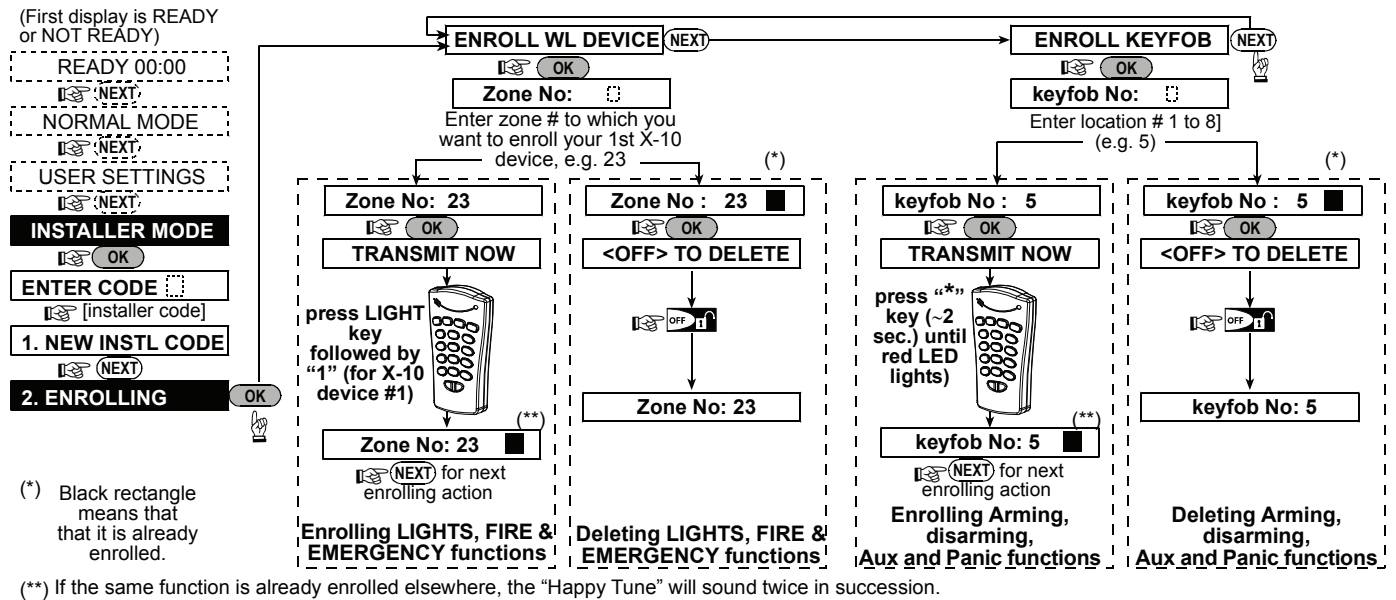 (First display is READY
or NOT READY)
READY 00:00
NEXT
NORMAL MODE
NEXT
USER SETTINGS
NEXT
INSTALLER MODE
OK
ENTER CODE
[installer code]
1. NEW INSTL CODE
NEXT
2. ENROLLING
OK
(*) Black rectangle
means that
that it is already
enrolled.
ENROLL WL DEVICE
NEXT
OK
Zone No:
Enter zone # to which you
want to enroll your 1st X-10
device, e.g. 23
Zone No: 23
OK
TRANSMIT NOW
press LIGHT
key
followed by
“1” (for X-10
device #1)
(**)
Zone No: 23
NEXT for next
enrolling action
Enrolling LIGHTS, FIRE &
EMERGENCY functions
(*)
Zone No : 23
OK
<OFF> TO DELETE
OFF 1
Zone No: 23
Deleting LIGHTS, FIRE &
EMERGENCY functions
ENROLL KEYFOB
NEXT
OK
keyfob No:
Enter location # 1 to 8]
(e.g. 5)
keyfob No : 5
OK
TRANSMIT NOW
press “*”
key (~2
sec.) until
red LED
lights)
(**)
keyfob No: 5
NEXT for next
enrolling action
Enrolling Arming,
disarming,
Aux and Panic functions
(*)
keyfob No : 5
OK
<OFF> TO DELETE
OFF 1
keyfob No: 5
Deleting Arming,
disarming,
Aux and Panic functions
(**) If the same function is already enrolled elsewhere, the “Happy Tune” will sound twice in succession.